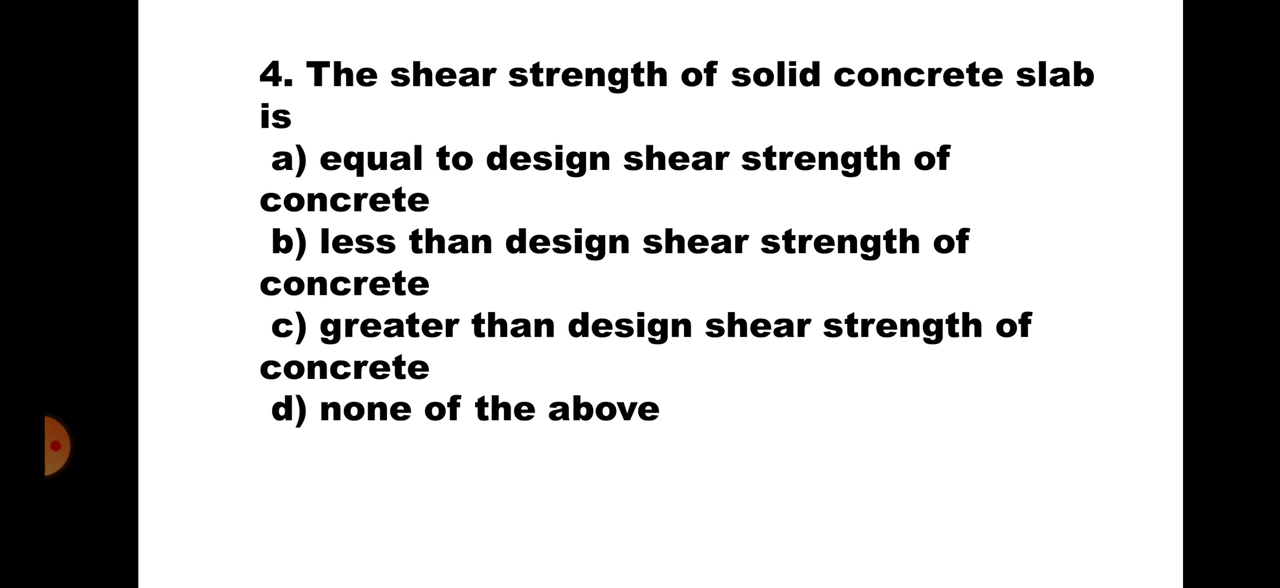 4. The shear strength of solid concrete slab
is
a) equal to design shear strength of
concrete
b) less than design shear strength of
concrete
c) greater than design shear strength of
concrete
d) none of the above